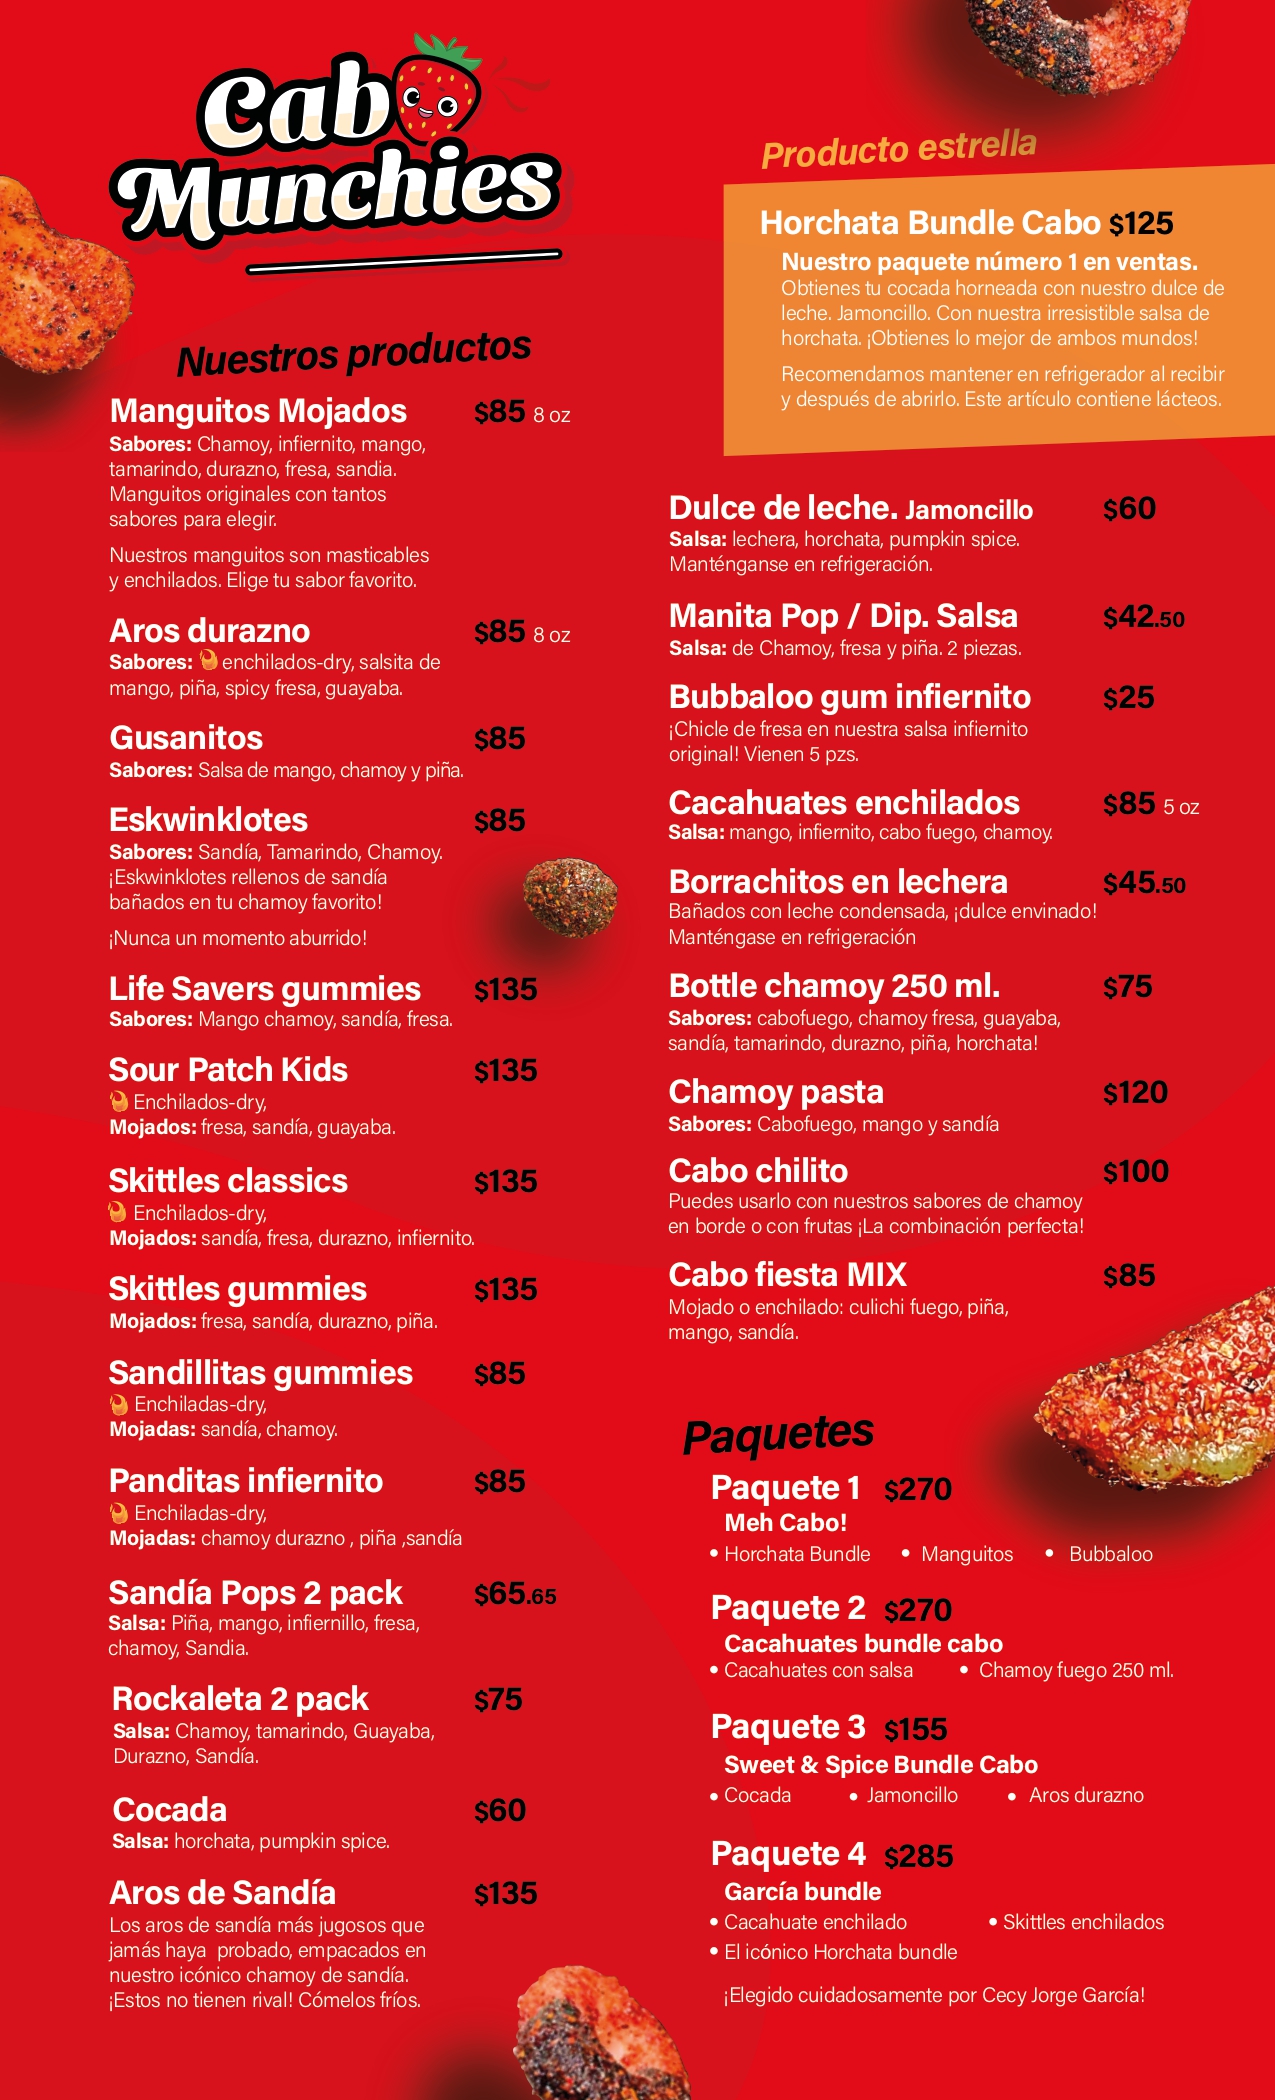 Cabo
Munchies
Nuestros productos
Manguitos Mojados $85 8 oz
Sabores: Chamoy, infiernito, mango,
tamarindo, durazno, fresa, sandia.
Manguitos originales con tantos
sabores para elegir.
Nuestros manguitos son masticables
y enchilados. Elige tu sabor favorito.
Aros durazno $85 8 oz
Sabores: enchilados-dry, salsita de
mango, piña, spicy fresa, guayaba.
Gusanitos $85
Sabores: Salsa de mango, chamoy y piña.
Eskwinklotes $85
Sabores: Sandía, Tamarindo, Chamoy.
¡Eskwinklotes rellenos de sandía
bañados en tu chamoy favorito!
¡Nunca un momento aburrido!
Life Savers gummies $135
Sabores: Mango chamoy, sandía, fresa.
Sour Patch Kids $135
Enchilados-dry,
Mojados: fresa, sandía, guayaba.
Skittles classics $135
Enchilados-dry,
Mojados: sandía, fresa, durazno, infiernito.
Skittles gummies $135
Mojados: fresa, sandía, durazno, piña.
Sandillitas gummies $85
Enchiladas-dry,
Mojadas: sandía, chamoy.
Panditas infiernito $85
Enchiladas-dry,
Mojadas: chamoy durazno , piña ,sandía
Sandía Pops 2 pack $65.65
Salsa: Piña, mango, infiernillo, fresa,
chamoy, Sandia.
Rockaleta 2 pack $75
Salsa: Chamoy, tamarindo, Guayaba,
Durazno, Sandía.
Cocada $60
Salsa: horchata, pumpkin spice.
Aros de Sandía $135
Los aros de sandía más jugosos que
jamás haya probado, empacados en
nuestro icónico chamoy de sandía.
¡Estos no tienen rival! Cómelos fríos.
Producto estrella
Horchata Bundle Cabo $125
Nuestro paquete número 1 en ventas.
Obtienes tu cocada horneada con nuestro dulce de
leche. Jamoncillo. Con nuestra irresistible salsa de
horchata. ¡Obtienes lo mejor de ambos mundos!
Recomendamos mantener en refrigerador al recibir
y después de abrirlo. Este artículo contiene lácteos.
Dulce de leche. Jamoncillo $60
Salsa: lechera, horchata, pumpkin spice.
Manténganse en refrigeración.
Manita Pop / Dip. Salsa $42.50
Salsa: de Chamoy, fresa y piña. 2 piezas.
Bubbaloo gum infiernito $25
¡Chicle de fresa en nuestra salsa infiernito
original! Vienen 5 pzs.
Cacahuates enchilados $85 5 oz
Salsa: mango, infiernito, cabo fuego, chamoy.
Borrachitos en lechera $45.50
Bañados con leche condensada, ¡dulce envinado!
Manténgase en refrigeración
Bottle chamoy 250 ml. $75
Sabores: cabofuego, chamoy fresa, guayaba,
sandía, tamarindo, durazno, piña, horchata!
Chamoy pasta $120
Sabores: Cabofuego, mango y sandía
Cabo chilito $100
Puedes usarlo con nuestros sabores de chamoy
en borde o con frutas ¡La combinación perfecta!
Cabo fiesta MIX $85
Mojado o enchilado: culichi fuego, piña,
mango, sandía.
Paquetes
Paquete 1 $270
Meh Cabo!
• Horchata Bundle • Manguitos • Bubbaloo
Paquete 2 $270
Cacahuates bundle cabo
• Cacahuates con salsa • Chamoy fuego 250 ml.
Paquete 3 $155
Sweet & Spice Bundle Cabo
• Cocada • Jamoncillo • Aros durazno
Paquete 4 $285
García bundle
• Cacahuate enchilado • Skittles enchilados
• El icónico Horchata bundle
¡Elegido cuidadosamente por Cecy Jorge García!